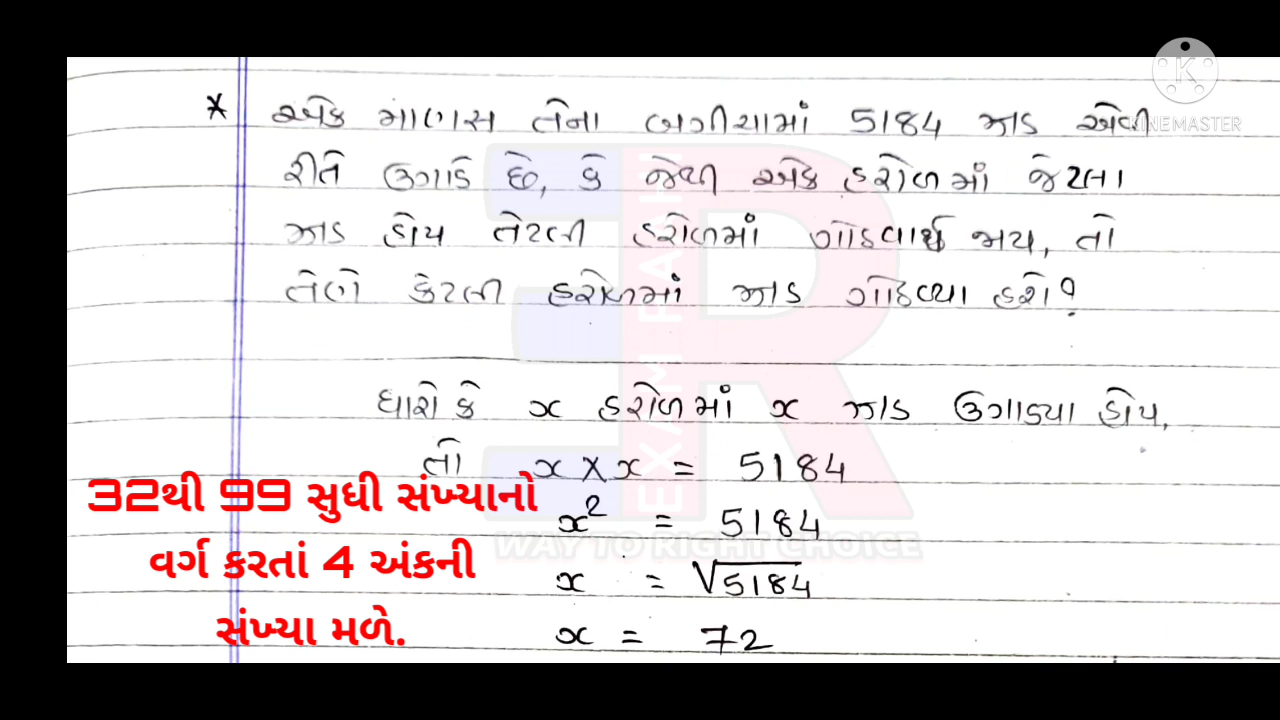 * એક માણસ તેના બગીચામાં 5184 ઝાડ એવી
રીતે ઉગાડે છે, કે જેથી એક હરોળમાં જેટલા
ઝાડ હોય તેટલી હરોળમાં ગોઠવાઈ જાય, તો
તેણે કેટલી હરોળમાં ઝાડ ગોઠવ્યા હશે?
ધારો કે x હરોળમાં x ઝાડ ઉગાડ્યા હોય,
તો x × x = 5184
x² = 5184
x = √5184
x = 72
32થી 99 સુધી સંખ્યાનો
વર્ગ કરતાં 4 અંકની
સંખ્યા મળે.
EXAM RAAH
WAY TO RIGHT CHOICE
K
KINEMASTER